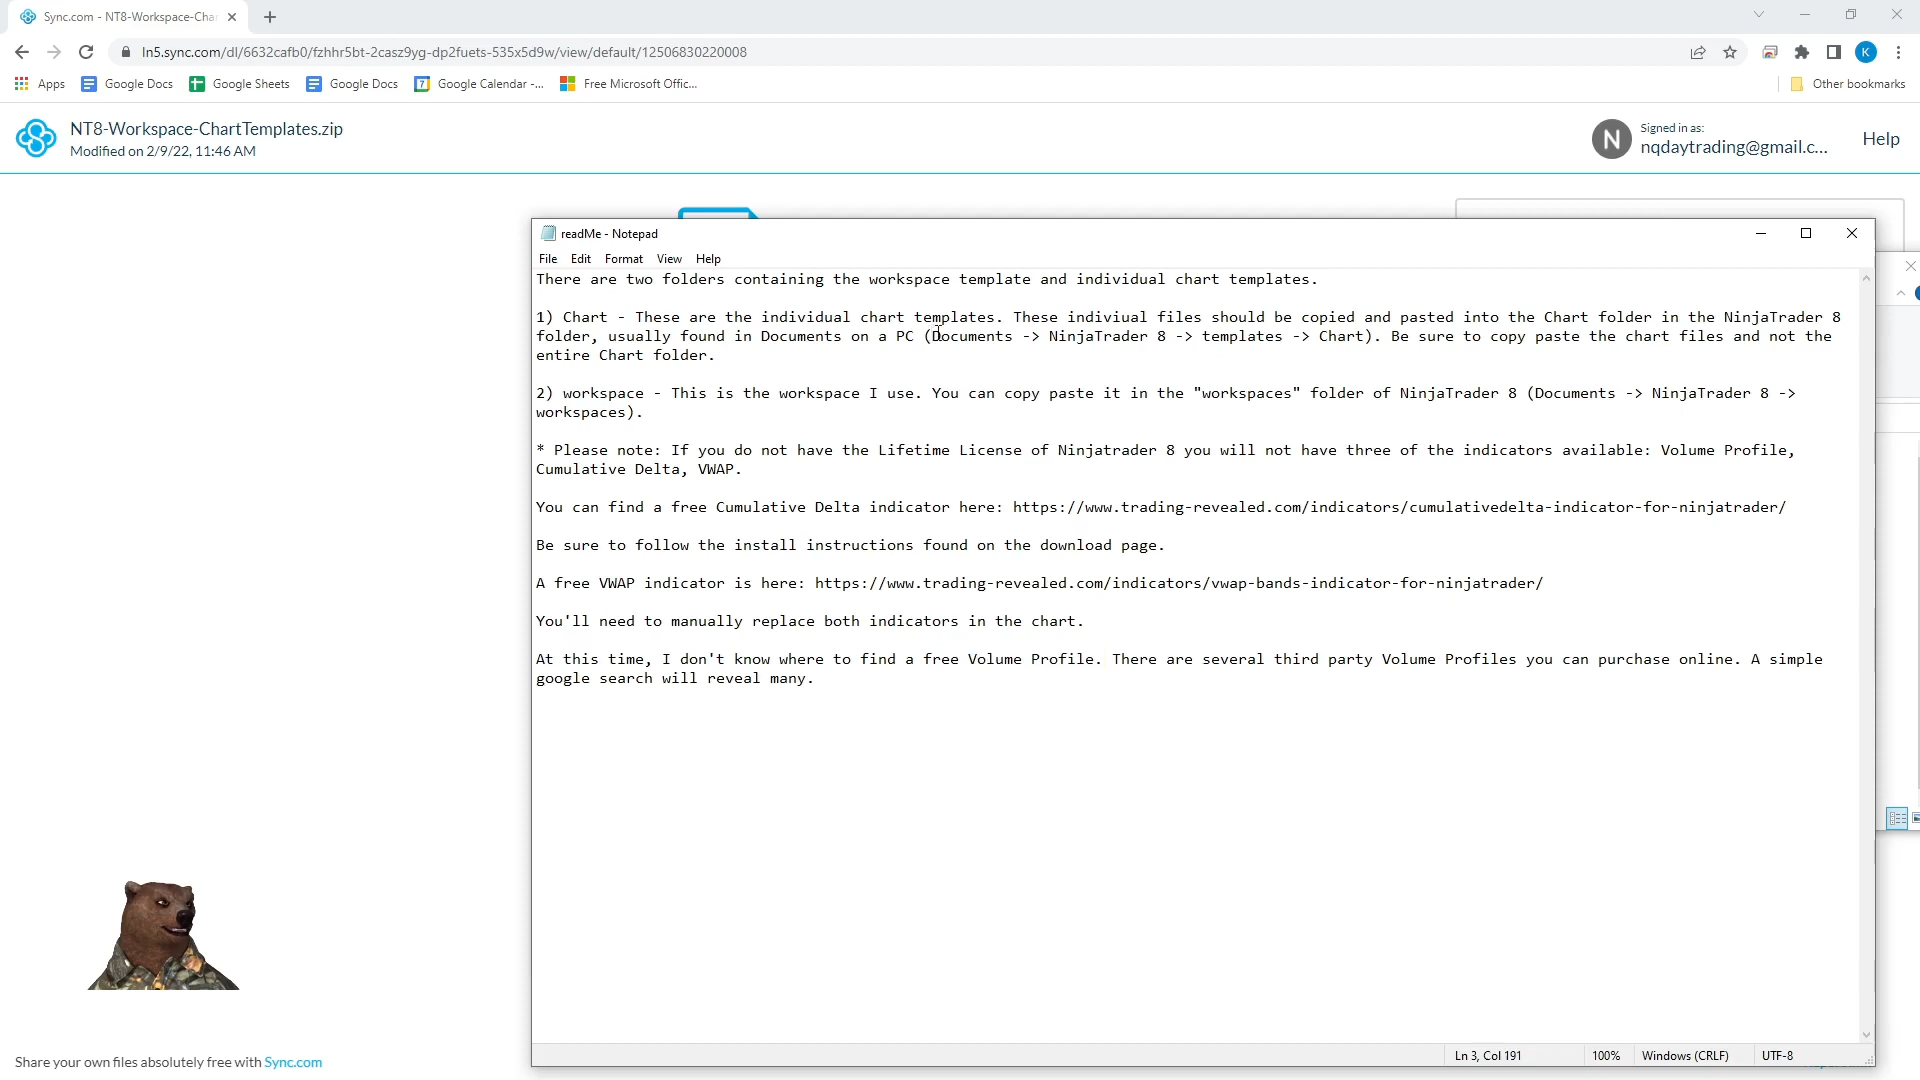 Sync.com - NT8-Workspace-Char
ln5.sync.com/dl/6632cafb0/fzhhr5bt-2casz9yg-dp2fuets-535x5d9w/view/default/12506830220008
K
Apps
Google Docs
Google Sheets
Google Docs
7
Google Calendar -...
Free Microsoft Offic...
Other bookmarks
NT8-Workspace-ChartTemplates.zip
Modified on 2/9/22, 11:46 AM
N
Signed in as:
nqdaytrading@gmail.c...
Help
readMe - Notepad
File Edit Format View Help
There are two folders containing the workspace template and individual chart templates.
1) Chart - These are the individual chart templates. These indiviual files should be copied and pasted into the Chart folder in the NinjaTrader 8
folder, usually found in Documents on a PC (Documents -> NinjaTrader 8 -> templates -> Chart). Be sure to copy paste the chart files and not the
entire Chart folder.
2) workspace - This is the workspace I use. You can copy paste it in the "workspaces" folder of NinjaTrader 8 (Documents -> NinjaTrader 8 ->
workspaces).
* Please note: If you do not have the Lifetime License of Ninjatrader 8 you will not have three of the indicators available: Volume Profile,
Cumulative Delta, VWAP.
You can find a free Cumulative Delta indicator here: https://www.trading-revealed.com/indicators/cumulativedelta-indicator-for-ninjatrader/
Be sure to follow the install instructions found on the download page.
A free VWAP indicator is here: https://www.trading-revealed.com/indicators/vwap-bands-indicator-for-ninjatrader/
You'll need to manually replace both indicators in the chart.
At this time, I don't know where to find a free Volume Profile. There are several third party Volume Profiles you can purchase online. A simple
google search will reveal many.
Ln 3, Col 191
100%
Windows (CRLF)
UTF-8
Share your own files absolutely free with Sync.com